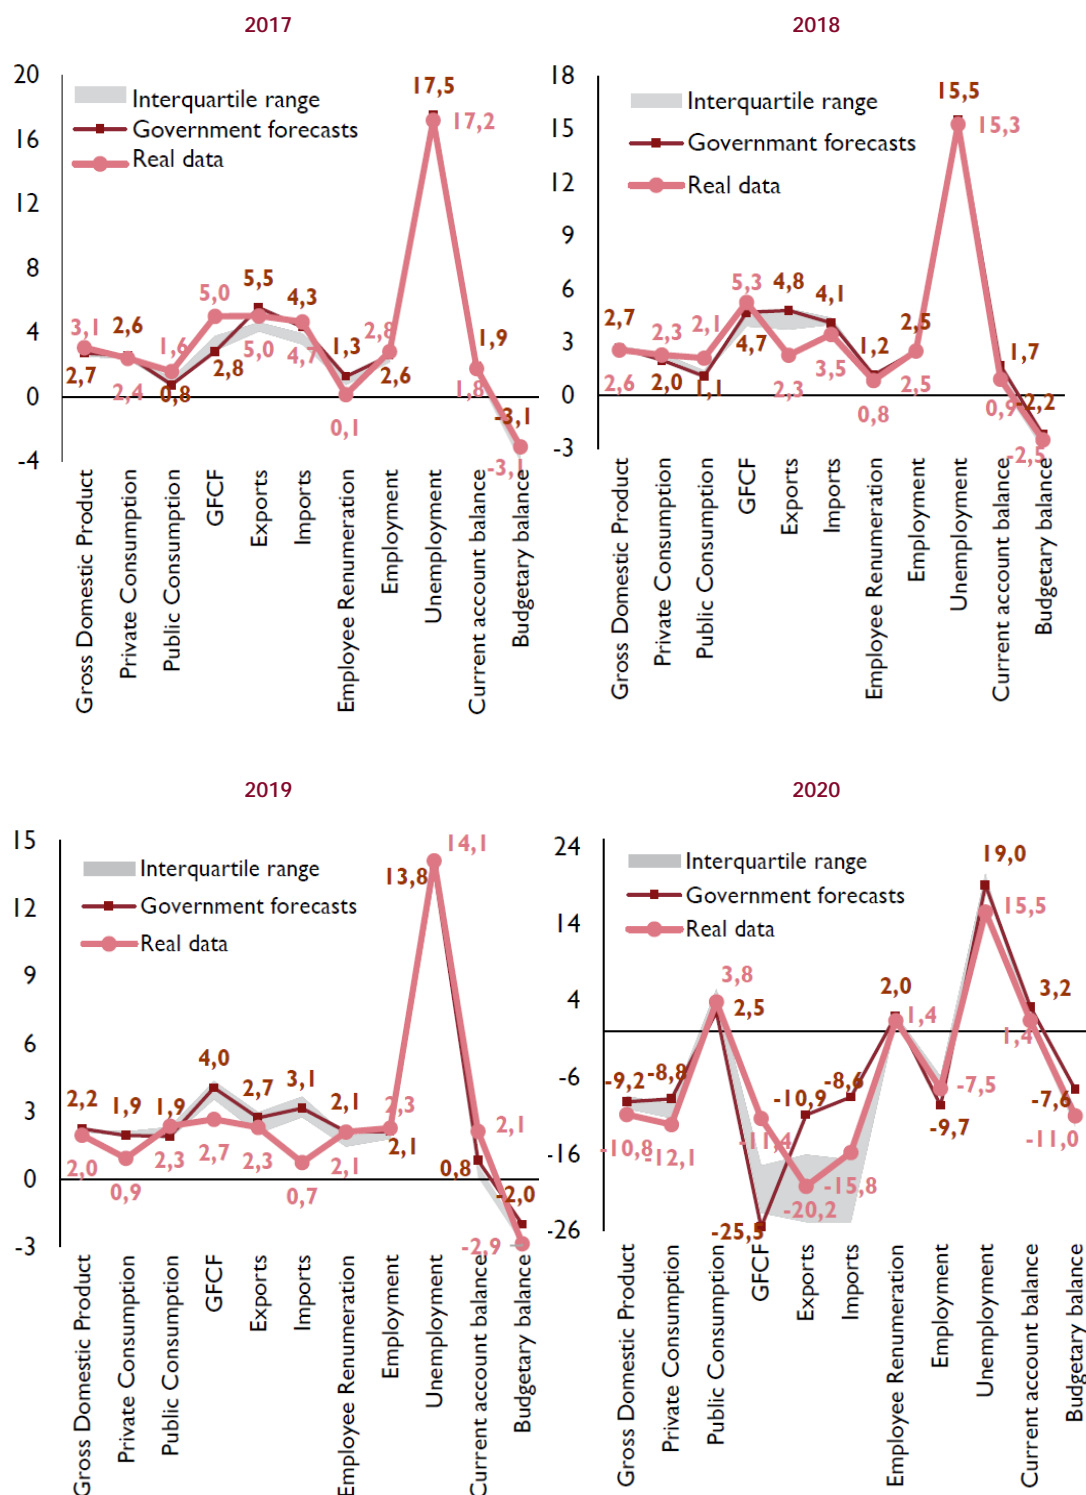 2017
20
16
12
8
4
0
-4
Interquartile range
Government forecasts
Real data
3,1
2,7
2,6
2,4
1,6
0,8
5,0
2,8
5,5
5,0
4,3
4,7
1,3
0,1
2,8
2,6
17,5
17,2
1,9
1,8
-3,1
-3,1
Gross Domestic Product
Private Consumption
Public Consumption
GFCF
Exports
Imports
Employee Renumeration
Employment
Unemployment
Current account balance
Budgetary balance
2018
18
15
12
9
6
3
0
-3
Interquartile range
Governmant forecasts
Real data
2,7
2,6
2,3
2,0
2,1
1,1
5,3
4,7
4,8
2,3
4,1
3,5
1,2
0,8
2,5
2,5
15,5
15,3
1,7
0,9
-2,2
-2,5
Gross Domestic Product
Private Consumption
Public Consumption
GFCF
Exports
Imports
Employee Renumeration
Employment
Unemployment
Current account balance
Budgetary balance
2019
15
12
9
6
3
0
-3
Interquartile range
Government forecasts
Real data
2,2
2,0
1,9
0,9
1,9
2,3
4,0
2,7
2,7
2,3
3,1
0,7
2,1
2,1
2,3
2,1
13,8
14,1
0,8
2,1
-2,0
-2,9
Gross Domestic Product
Private Consumption
Public Consumption
GFCF
Exports
Imports
Employee Renumeration
Employment
Unemployment
Current account balance
Budgetary balance
2020
24
14
4
-6
-16
-26
Interquartile range
Government forecasts
Real data
-9,2
-10,8
-8,8
-12,1
3,8
2,5
-11,4
-25,5
-10,9
-20,2
-8,6
-15,8
2,0
1,4
-7,5
-9,7
19,0
15,5
3,2
1,4
-7,6
-11,0
Gross Domestic Product
Private Consumption
Public Consumption
GFCF
Exports
Imports
Employee Renumeration
Employment
Unemployment
Current account balance
Budgetary balance